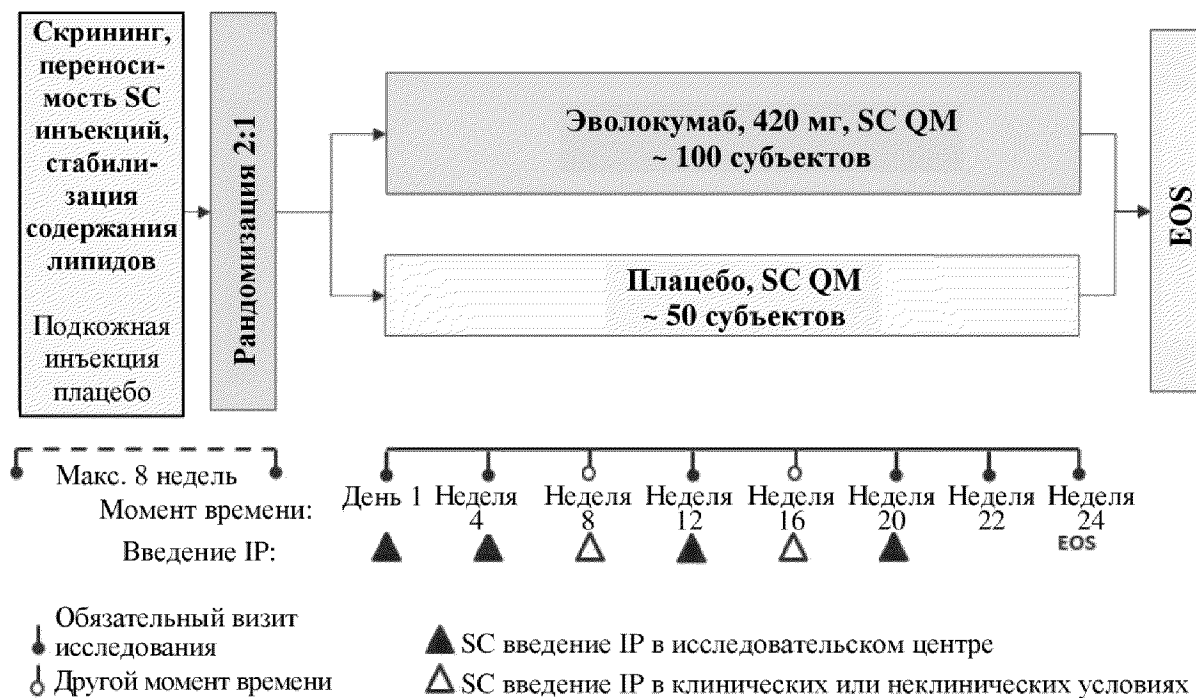 Скрининг,
переноси-
мость SC
инъекций,
стабили-
зация
содержания
липидов
Подкожная
инъекция
плацебо
Рандомизация 2:1
Эволокумаб, 420 мг, SC QM
~ 100 субъектов
Плацебо, SC QM
~ 50 субъектов
EOS
Макс. 8 недель
Момент времени:
День 1 Неделя Неделя Неделя Неделя Неделя Неделя Неделя
4 8 12 16 20 22 24
Введение IP:
EOS
Обязательный визит
исследования
Другой момент времени
SC введение IP в исследовательском центре
SC введение IP в клинических или неклинических условиях